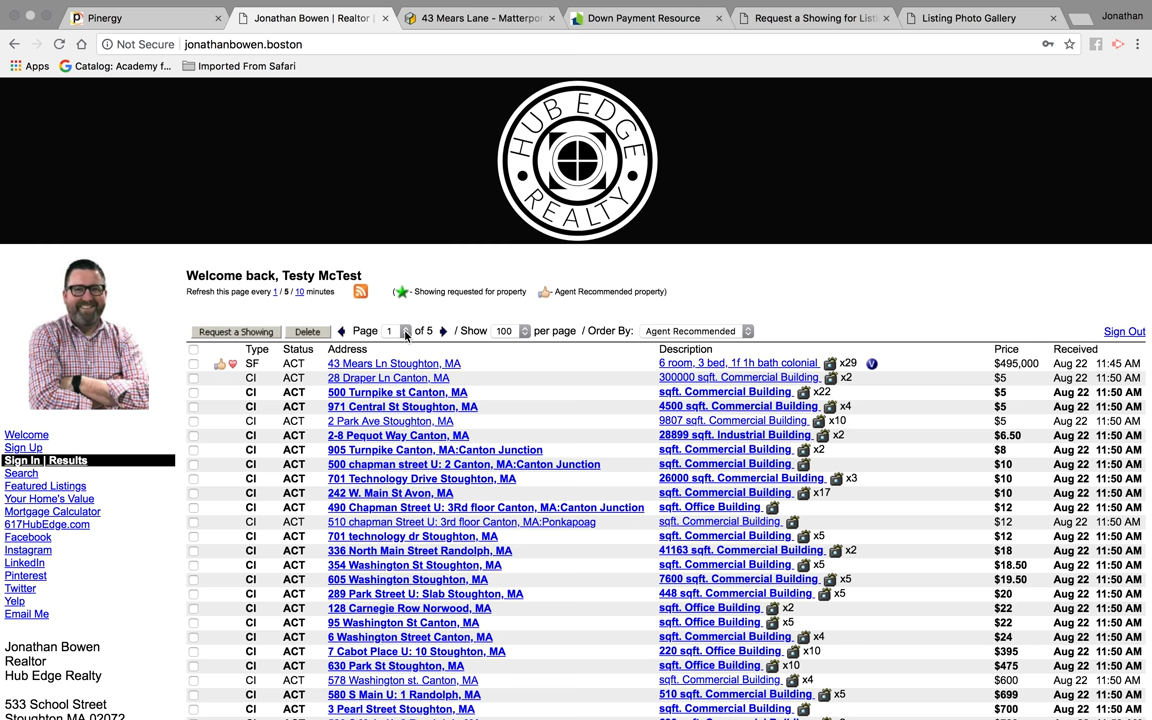 Pinergy
Jonathan Bowen | Realtor |
43 Mears Lane - Matterpor
Down Payment Resource
Request a Showing for Listi
Listing Photo Gallery
Jonathan
Not Secure
jonathanbowen.boston
Apps
Catalog: Academy f...
Imported From Safari
HUB EDGE
REALTY
Welcome back, Testy McTest
Refresh this page every 1 / 5 / 10 minutes
( - Showing requested for property
- Agent Recommended property)
Request a Showing Delete Page 1 of 5 / Show 100 per page / Order By: Agent Recommended Sign Out
Type Status Address Description Price Received
SF ACT 43 Mears Ln Stoughton, MA 6 room, 3 bed, 1f 1h bath colonial x29 V $495,000 Aug 22 11:45 AM
CI ACT 28 Draper Ln Canton, MA 300000 sqft. Commercial Building x2 $5 Aug 22 11:50 AM
CI ACT 500 Turnpike st Canton, MA sqft. Commercial Building x22 $5 Aug 22 11:50 AM
CI ACT 971 Central St Stoughton, MA 4500 sqft. Commercial Building x4 $5 Aug 22 11:50 AM
CI ACT 2 Park Ave Stoughton, MA 9807 sqft. Commercial Building x10 $5 Aug 22 11:50 AM
CI ACT 2-8 Pequot Way Canton, MA 28899 sqft. Industrial Building x2 $6.50 Aug 22 11:50 AM
CI ACT 905 Turnpike Canton, MA:Canton Junction sqft. Commercial Building x2 $8 Aug 22 11:50 AM
CI ACT 500 chapman street U: 2 Canton, MA:Canton Junction sqft. Commercial Building $10 Aug 22 11:50 AM
CI ACT 701 Technology Drive Stoughton, MA 26000 sqft. Commercial Building x3 $10 Aug 22 11:50 AM
CI ACT 242 W. Main St Avon, MA sqft. Commercial Building x17 $10 Aug 22 11:50 AM
CI ACT 490 Chapman Street U: 3Rd floor Canton, MA:Canton Junction sqft. Office Building $12 Aug 22 11:50 AM
CI ACT 510 chapman Street U: 3rd floor Canton, MA:Ponkapoag sqft. Commercial Building $12 Aug 22 11:50 AM
CI ACT 701 technology dr Stoughton, MA sqft. Commercial Building x5 $12 Aug 22 11:50 AM
CI ACT 336 North Main Street Randolph, MA 41163 sqft. Commercial Building x2 $18 Aug 22 11:50 AM
CI ACT 354 Washington St Stoughton, MA sqft. Commercial Building x5 $18.50 Aug 22 11:50 AM
CI ACT 605 Washington Stoughton, MA 7600 sqft. Commercial Building x5 $19.50 Aug 22 11:50 AM
CI ACT 289 Park Street U: Slab Stoughton, MA 448 sqft. Commercial Building x5 $20 Aug 22 11:50 AM
CI ACT 128 Carnegie Row Norwood, MA sqft. Office Building x2 $22 Aug 22 11:50 AM
CI ACT 95 Washington St Canton, MA sqft. Office Building x5 $22 Aug 22 11:50 AM
CI ACT 6 Washington Street Canton, MA sqft. Commercial Building x4 $24 Aug 22 11:50 AM
CI ACT 7 Cabot Place U: 10 Stoughton, MA 220 sqft. Office Building x10 $395 Aug 22 11:50 AM
CI ACT 630 Park St Stoughton, MA sqft. Office Building x10 $475 Aug 22 11:50 AM
CI ACT 578 Washington st. Canton, MA sqft. Commercial Building x4 $600 Aug 22 11:50 AM
CI ACT 580 S Main U: 1 Randolph, MA 510 sqft. Commercial Building x5 $699 Aug 22 11:50 AM
CI ACT 3 Pearl Street Stoughton, MA sqft. Commercial Building $700 Aug 22 11:50 AM
Welcome
Sign Up
Sign In | Results
Search
Featured Listings
Your Home's Value
Mortgage Calculator
617HubEdge.com
Facebook
Instagram
LinkedIn
Pinterest
Twitter
Yelp
Email Me
Jonathan Bowen
Realtor
Hub Edge Realty
533 School Street
Stoughton MA 02072